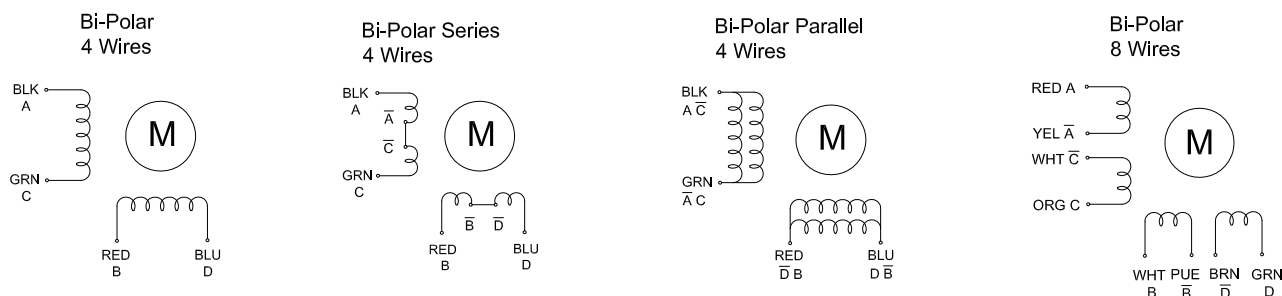 Bi-Polar
4 Wires
BLK
A
GRN
C
M
RED
B
BLU
D
Bi-Polar Series
4 Wires
BLK
A
A̅
C̅
GRN
C
M
B̅ D̅
RED
B
BLU
D
Bi-Polar Parallel
4 Wires
BLK
A C̅
GRN
A̅ C
M
RED
D̅ B
BLU
D B̅
Bi-Polar
8 Wires
RED A
YEL A̅
WHT C̅
ORG C
M
WHT
B
PUE
B̅
BRN
D̅
GRN
D